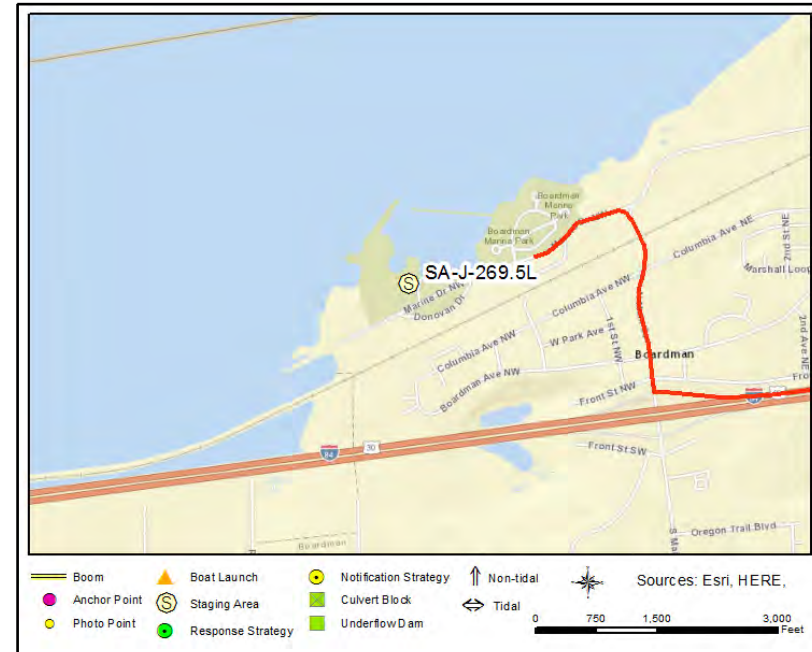 Boardman
Marina
Park
Boardman
Marina Park
SA-J-269.5L
Marine Dr NW
Donovan Dr
Columbia Ave NE
2nd St NE
Marshall Loop
Columbia Ave NW
2nd Ave NE
W Park Ave
1st St NW
Boardman
Columbia Ave NW
Boardman Ave NW
Front St NW
84
30
Front St SW
Boardman
Oregon Trail Blvd
S Ma
Boom
Boat Launch
Notification Strategy
Non-tidal
Sources: Esri, HERE,
Anchor Point
S Staging Area
Culvert Block
Tidal
Photo Point
Response Strategy
Underflow Dam
0 750 1,500 3,000
Feet